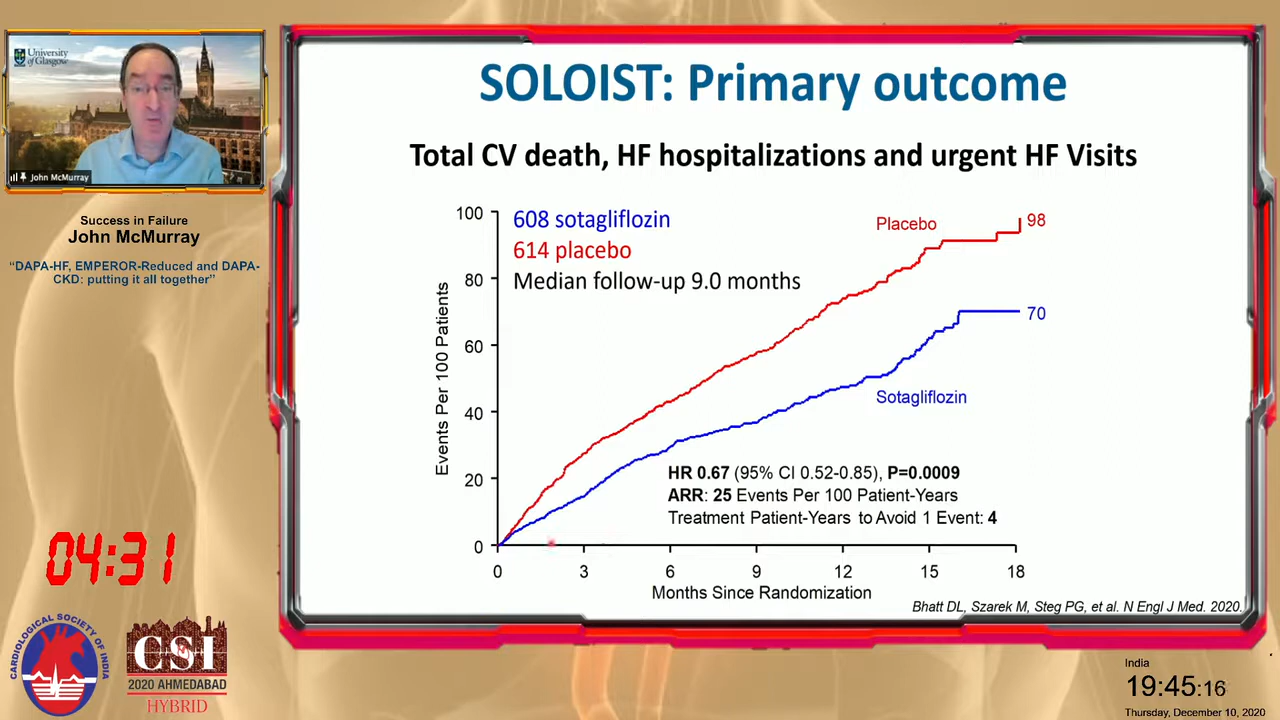 University
of Glasgow
John McMurray
Success in Failure
John McMurray
“DAPA-HF, EMPEROR-Reduced and DAPA-
CKD: putting it all together”
04:31
CARDIOLOGICAL SOCIETY OF INDIA
CSI
2020 AHMEDABAD
HYBRID
SOLOIST: Primary outcome
Total CV death, HF hospitalizations and urgent HF Visits
Events Per 100 Patients
100
80
60
40
20
0
608 sotagliflozin
614 placebo
Median follow-up 9.0 months
Placebo
98
70
Sotagliflozin
HR 0.67 (95% CI 0.52-0.85), P=0.0009
ARR: 25 Events Per 100 Patient-Years
Treatment Patient-Years to Avoid 1 Event: 4
0 3 6 9 12 15 18
Months Since Randomization
Bhatt DL, Szarek M, Steg PG, et al. N Engl J Med. 2020.
India
19:45:16
Thursday, December 10, 2020